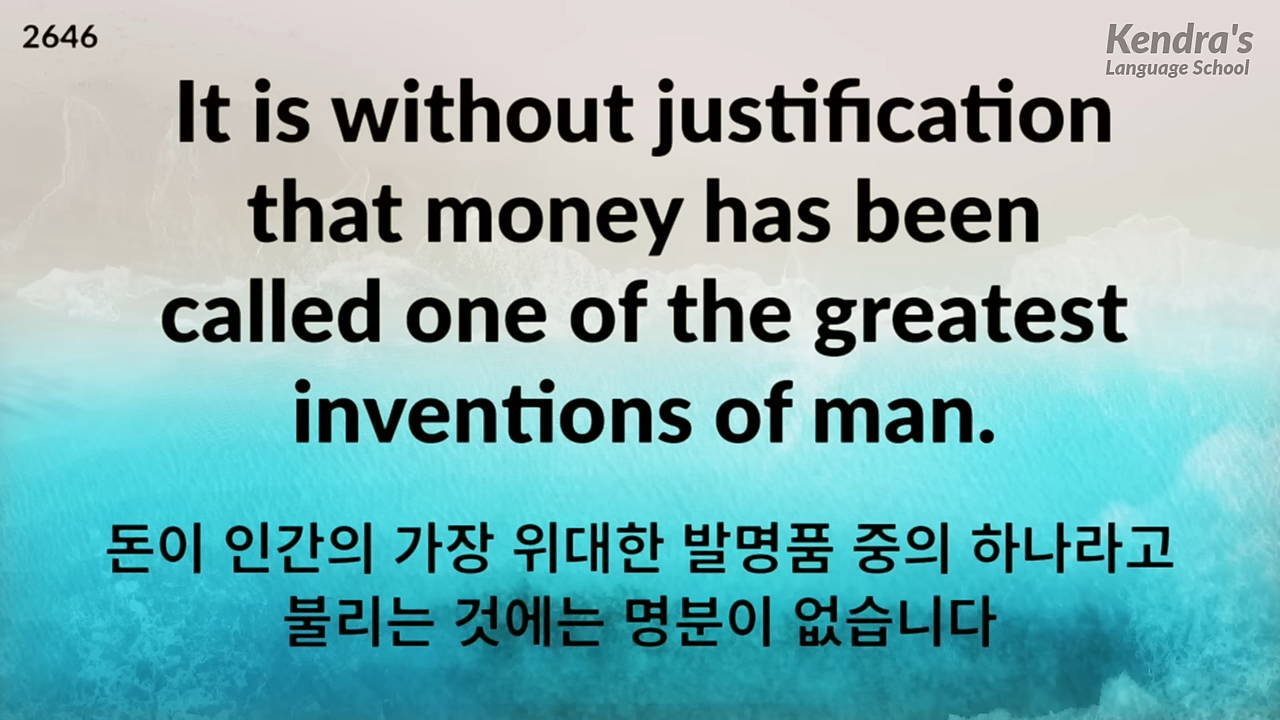 2646
Kendra's
Language School
It is without justification
that money has been
called one of the greatest
inventions of man.
돈이 인간의 가장 위대한 발명품 중의 하나라고
불리는 것에는 명분이 없습니다